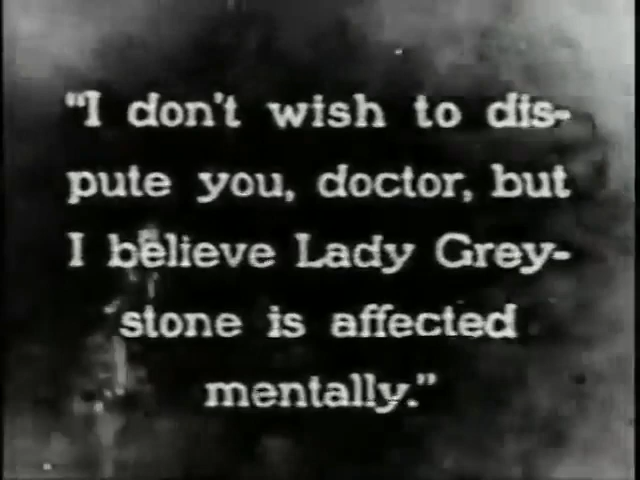 "I don't wish to dis-
pute you, doctor, but
I believe Lady Grey-
stone is affected
mentally."